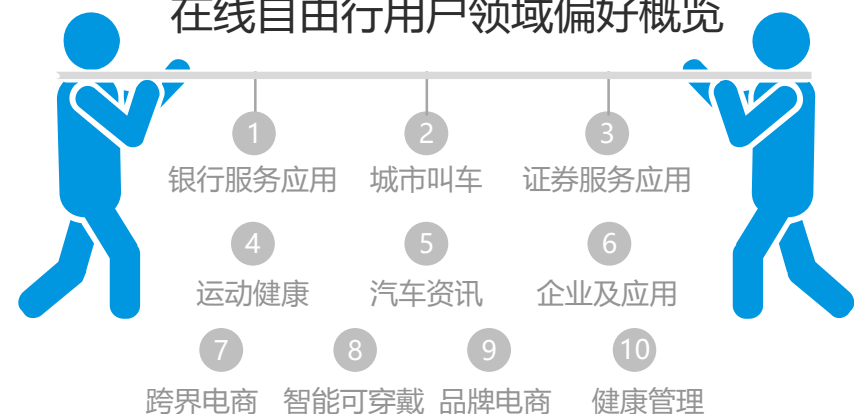 在线自由行用户领域偏好概览
1 2 3
银行服务应用 城市叫车 证券服务应用
4 5 6
运动健康 汽车资讯 企业及应用
7 8 9 10
跨界电商 智能可穿戴 品牌电商 健康管理